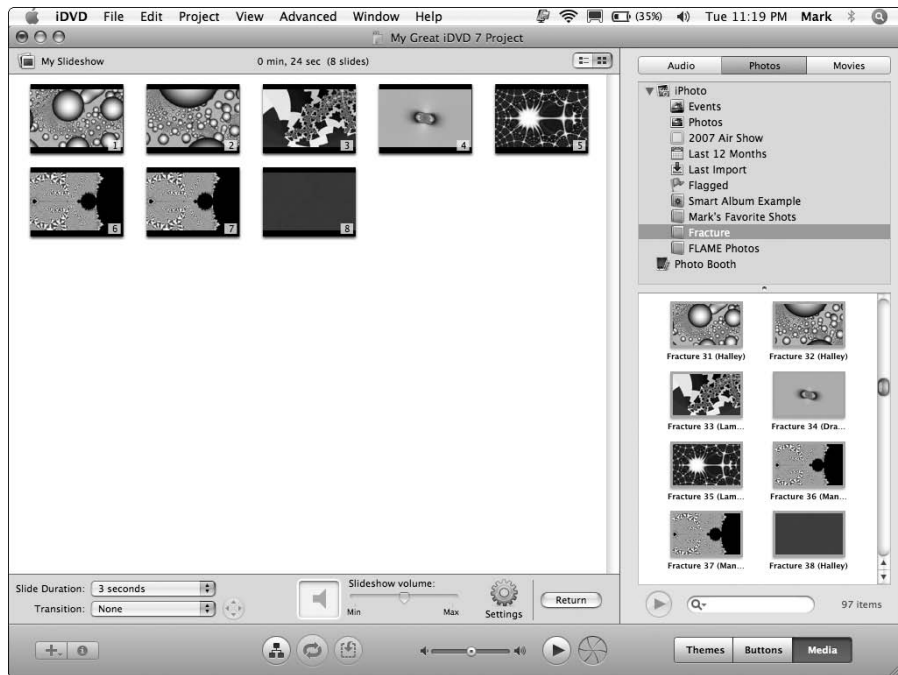 iDVD File Edit Project View Advanced Window Help (35%) Tue 11:19 PM Mark
My Great iDVD 7 Project
My Slideshow 0 min, 24 sec (8 slides)
Audio Photos Movies
iPhoto
Events
Photos
2007 Air Show
Last 12 Months
Last Import
Flagged
Smart Album Example
Mark's Favorite Shots
Fracture
FLAME Photos
Photo Booth
1 2 3 4 5
6 7 8
Fracture 31 (Halley) Fracture 32 (Halley)
Fracture 33 (Lam... Fracture 34 (Dra...
Fracture 35 (Lam... Fracture 36 (Man...
Fracture 37 (Man... Fracture 38 (Halley)
Slide Duration: 3 seconds
Transition: None
Slideshow volume:
Min Max
Settings
Return
97 items
Themes Buttons Media